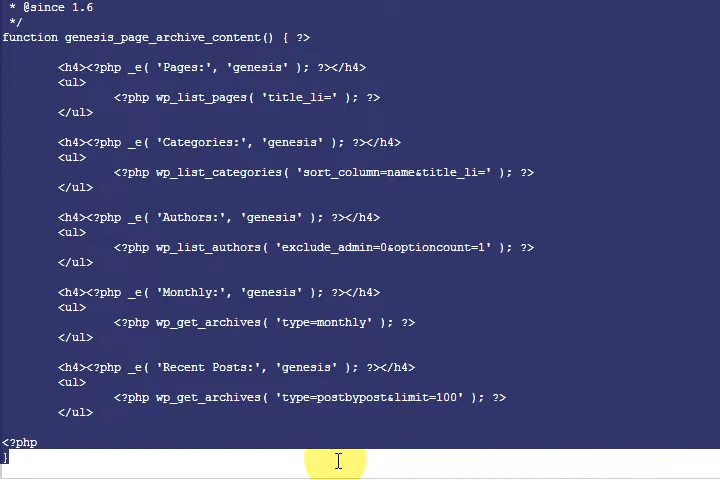 * @since 1.6
*/
function genesis_page_archive_content() { ?>
<h4><?php _e( 'Pages:', 'genesis' ); ?></h4>
<ul>
<?php wp_list_pages( 'title_li=' ); ?>
</ul>
<h4><?php _e( 'Categories:', 'genesis' ); ?></h4>
<ul>
<?php wp_list_categories( 'sort_column=name&title_li=' ); ?>
</ul>
<h4><?php _e( 'Authors:', 'genesis' ); ?></h4>
<ul>
<?php wp_list_authors( 'exclude_admin=0&optioncount=1' ); ?>
</ul>
<h4><?php _e( 'Monthly:', 'genesis' ); ?></h4>
<ul>
<?php wp_get_archives( 'type=monthly' ); ?>
</ul>
<h4><?php _e( 'Recent Posts:', 'genesis' ); ?></h4>
<ul>
<?php wp_get_archives( 'type=postbypost&limit=100' ); ?>
</ul>
<?php
}